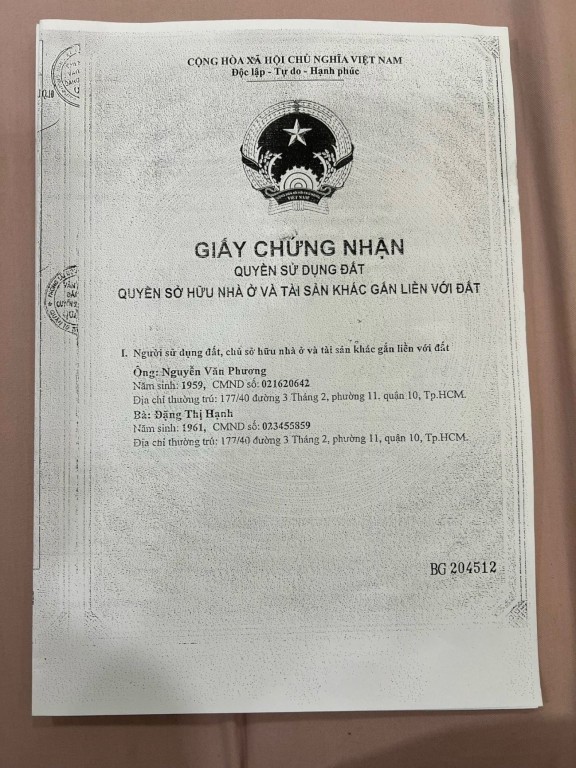 CỘNG HÒA XÃ HỘI CHỦ NGHĨA VIỆT NAM
Độc lập - Tự do - Hạnh phúc
VIỆT NAM
GIẤY CHỨNG NHẬN
QUYỀN SỬ DỤNG ĐẤT
QUYỀN SỞ HỮU NHÀ Ở VÀ TÀI SẢN KHÁC GẮN LIỀN VỚI ĐẤT
I. Người sử dụng đất, chủ sở hữu nhà ở và tài sản khác gắn liền với đất
Ông: Nguyễn Văn Phương
Năm sinh: 1959, CMND số: 021620642
Địa chỉ thường trú: 177/40 đường 3 Tháng 2, phường 11, quận 10, Tp.HCM.
Bà: Đặng Thị Hạnh
Năm sinh: 1961, CMND số: 023455859
Địa chỉ thường trú: 177/40 đường 3 Tháng 2, phường 11, quận 10, Tp.HCM.
BG 204512